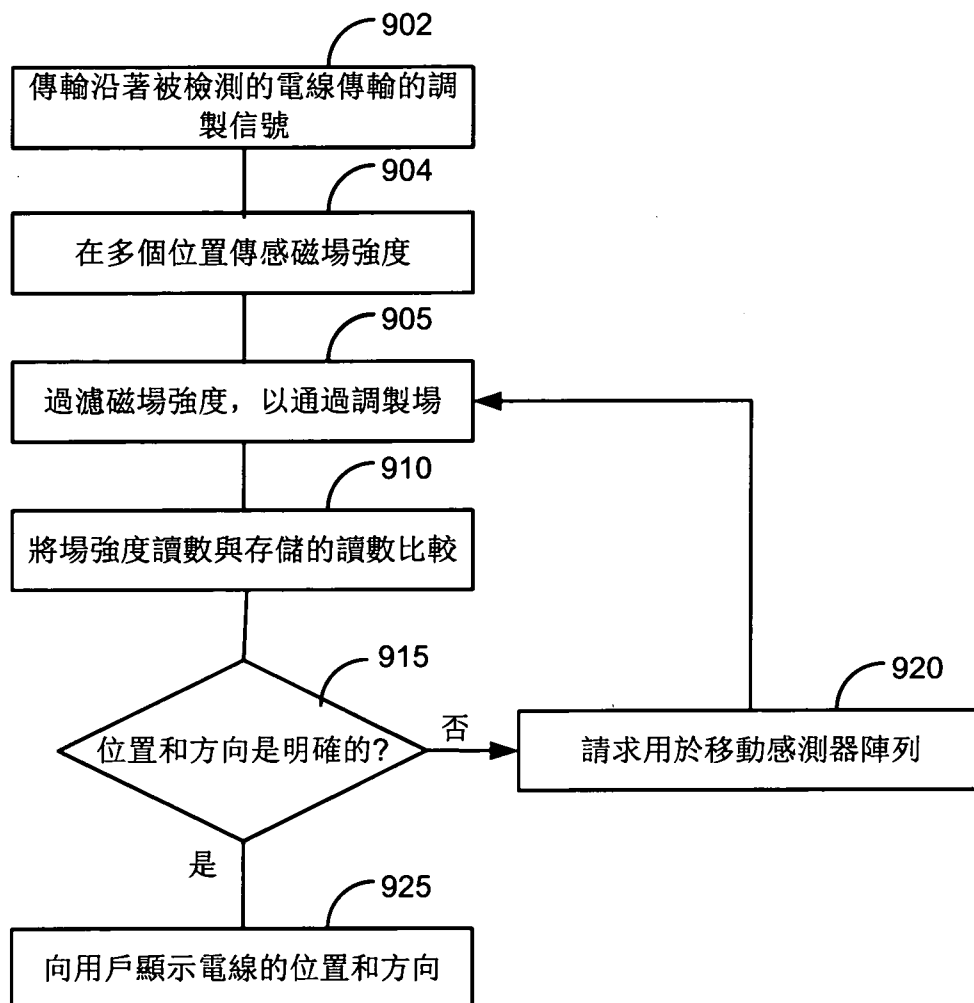 902
傳輸沿著被檢測的電線傳輸的調
製信號
904
在多個位置傳感磁場強度
905
過濾磁場強度，以通過調製場
910
將場強度讀數與存儲的讀數比較
915
位置和方向是明確的?
否
920
請求用於移動感測器陣列
是
925
向用戶顯示電線的位置和方向